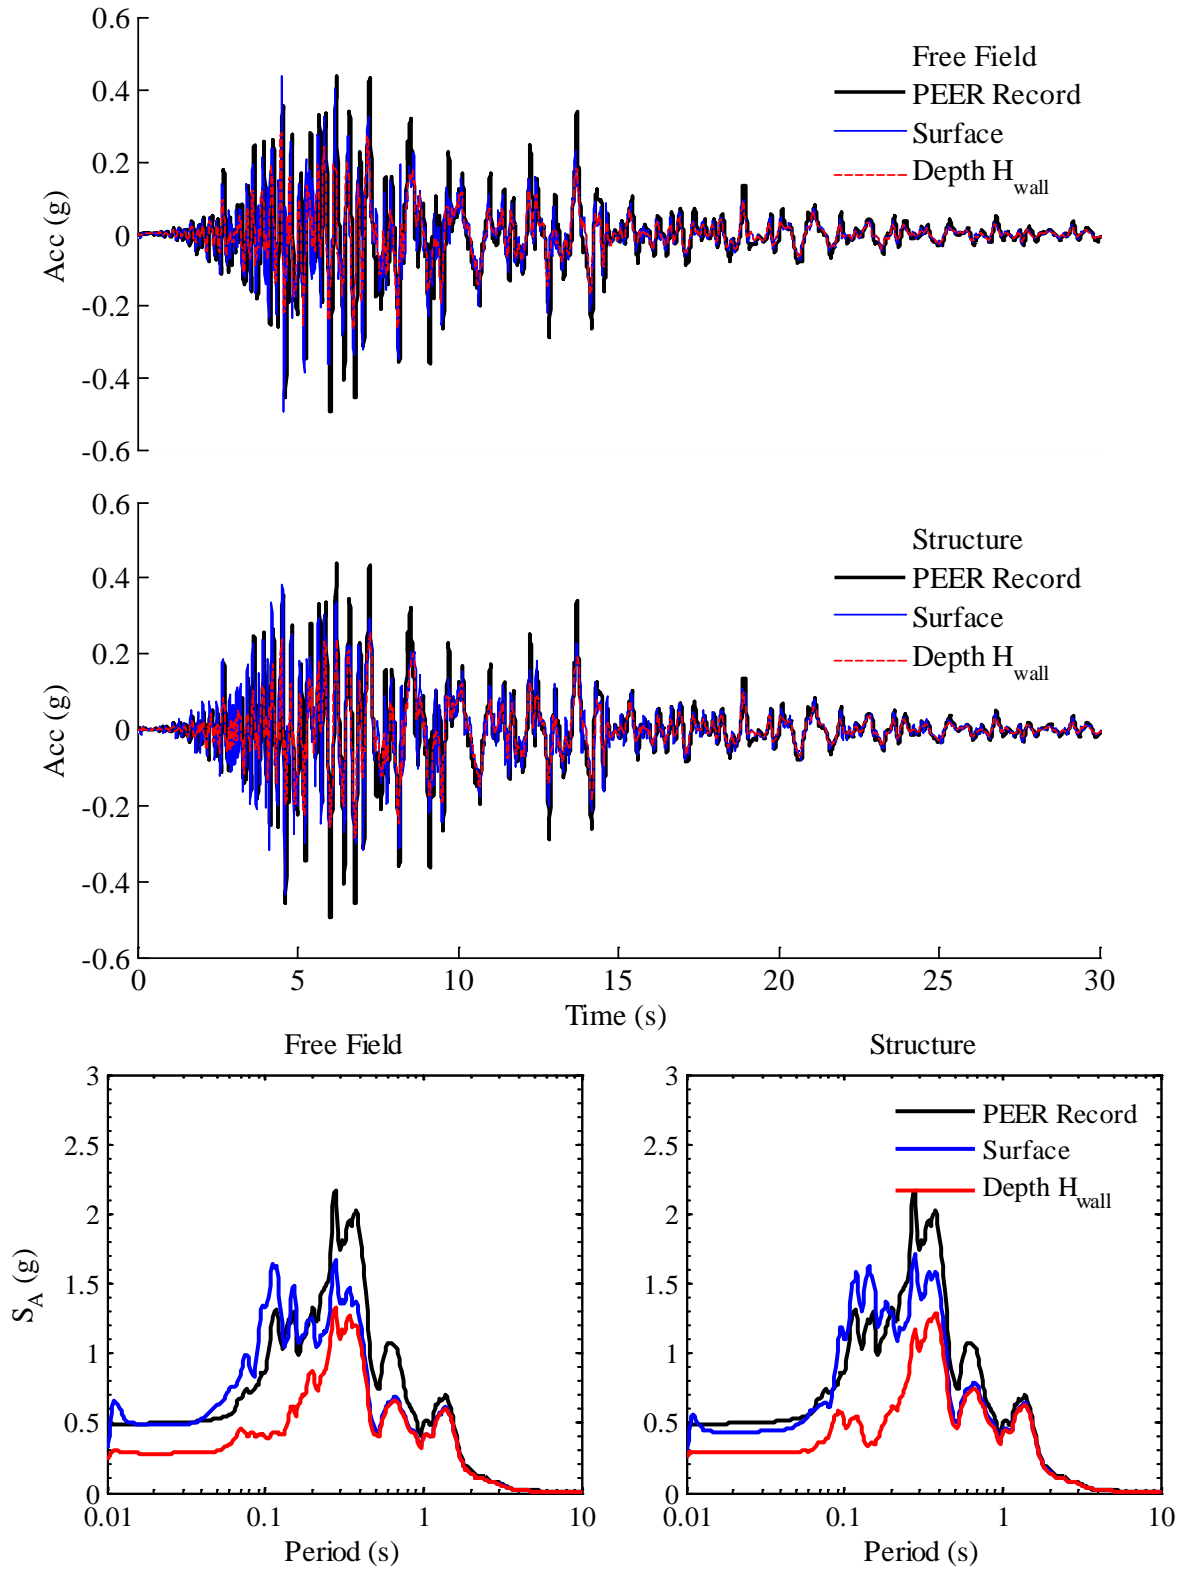 0.6
Free Field
PEER Record
Surface
Depth H_wall
0.4
0.2
0
-0.2
-0.4
-0.6
Acc (g)
0.6
Structure
PEER Record
Surface
Depth H_wall
0.4
0.2
0
-0.2
-0.4
-0.6
Acc (g)
0 5 10 15 20 25 30
Time (s)
Free Field
3
2.5
2
1.5
1
0.5
0
S_A (g)
0.01 0.1 1 10
Period (s)
Structure
PEER Record
Surface
Depth H_wall
3
2.5
2
1.5
1
0.5
0
0.01 0.1 1 10
Period (s)